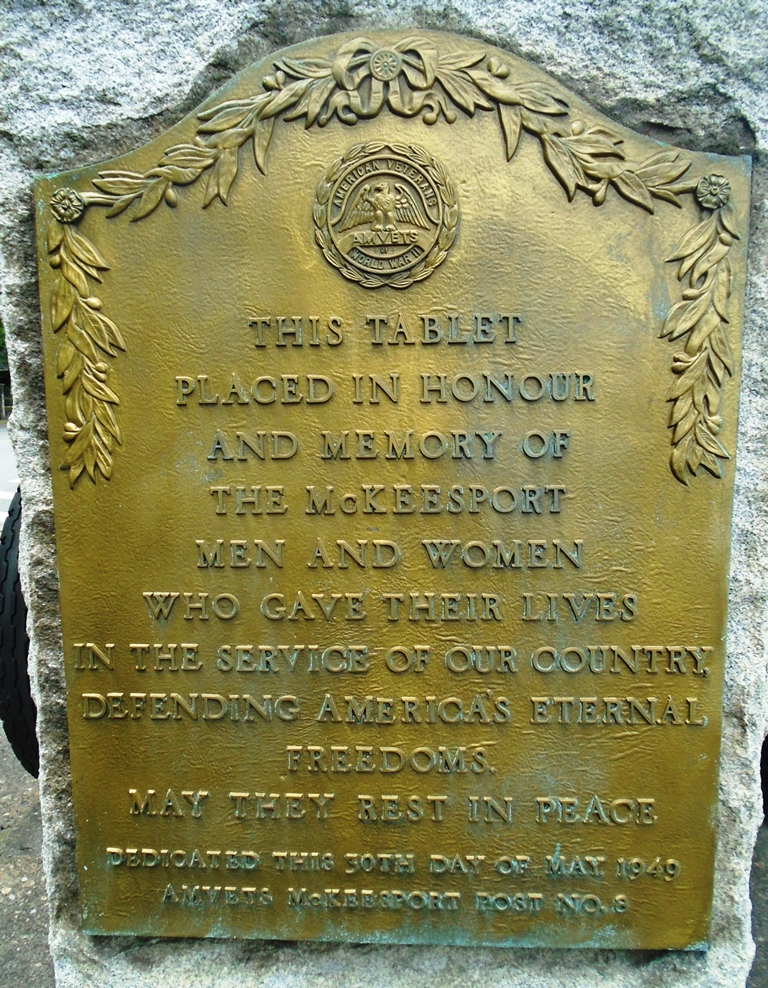 AMERICAN VETERANS
AMVETS
OF
WORLD WAR II
THIS TABLET
PLACED IN HONOUR
AND MEMORY OF
THE McKEESPORT
MEN AND WOMEN
WHO GAVE THEIR LIVES
IN THE SERVICE OF OUR COUNTRY,
DEFENDING AMERICA'S ETERNAL
FREEDOMS.
MAY THEY REST IN PEACE
DEDICATED THIS 30TH DAY OF MAY, 1949
AMVETS McKEESPORT POST NO. 8